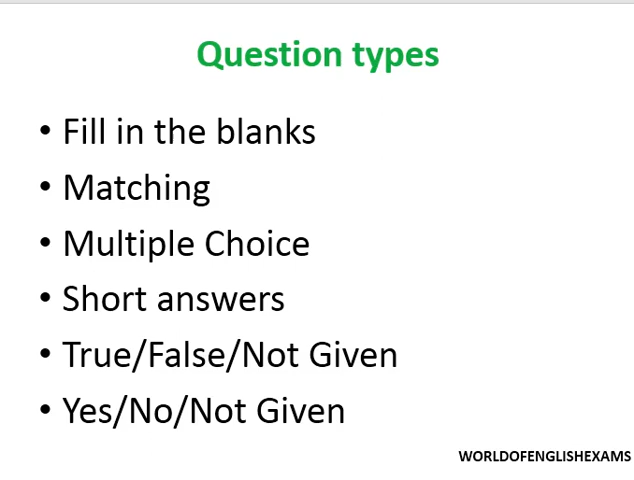 Question types
• Fill in the blanks
• Matching
• Multiple Choice
• Short answers
• True/False/Not Given
• Yes/No/Not Given
WORLDOFENGLISHEXAMS